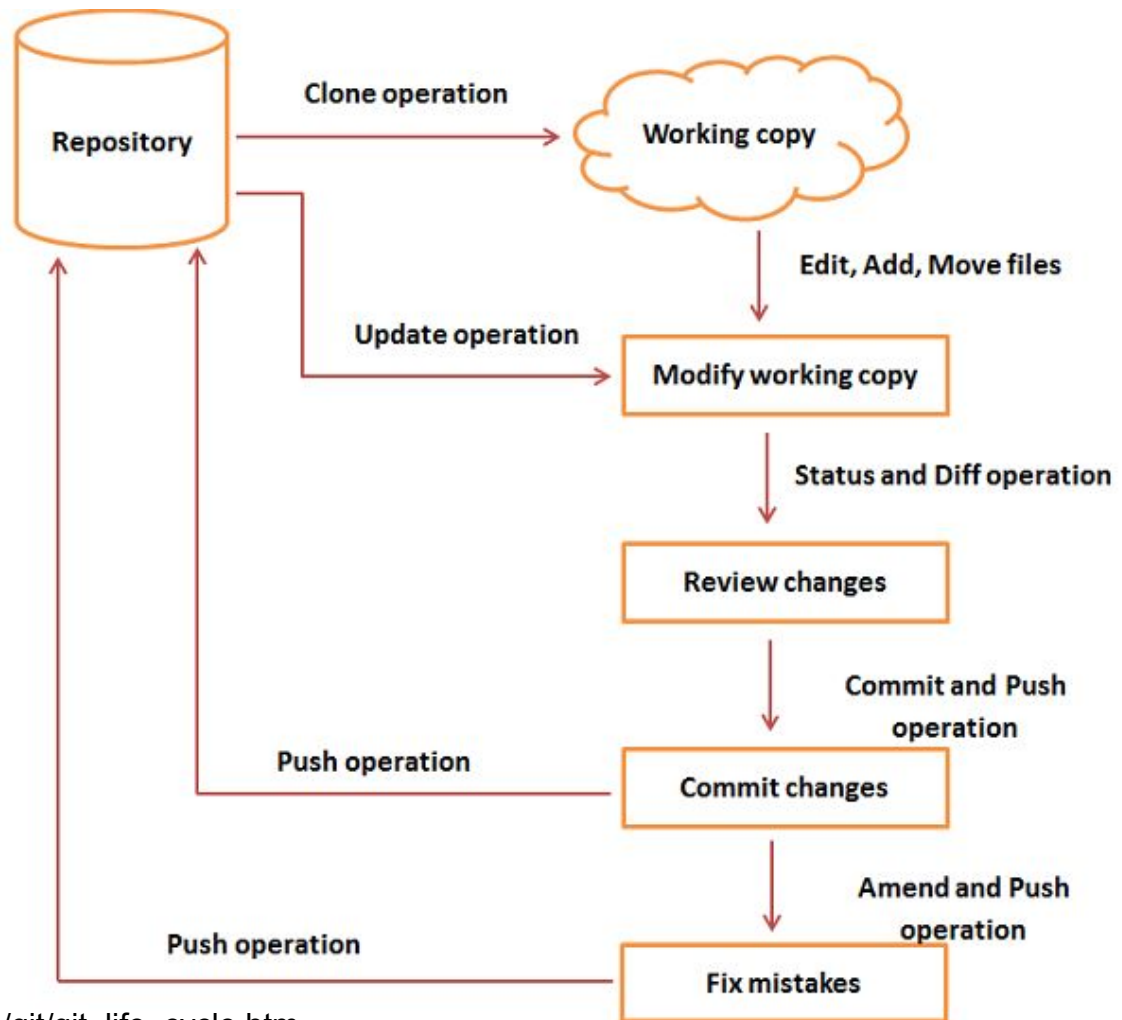 Clone operation
Repository
Working copy
Edit, Add, Move files
Update operation
Modify working copy
Status and Diff operation
Review changes
Commit and Push
operation
Push operation
Commit changes
Amend and Push
operation
Push operation
Fix mistakes